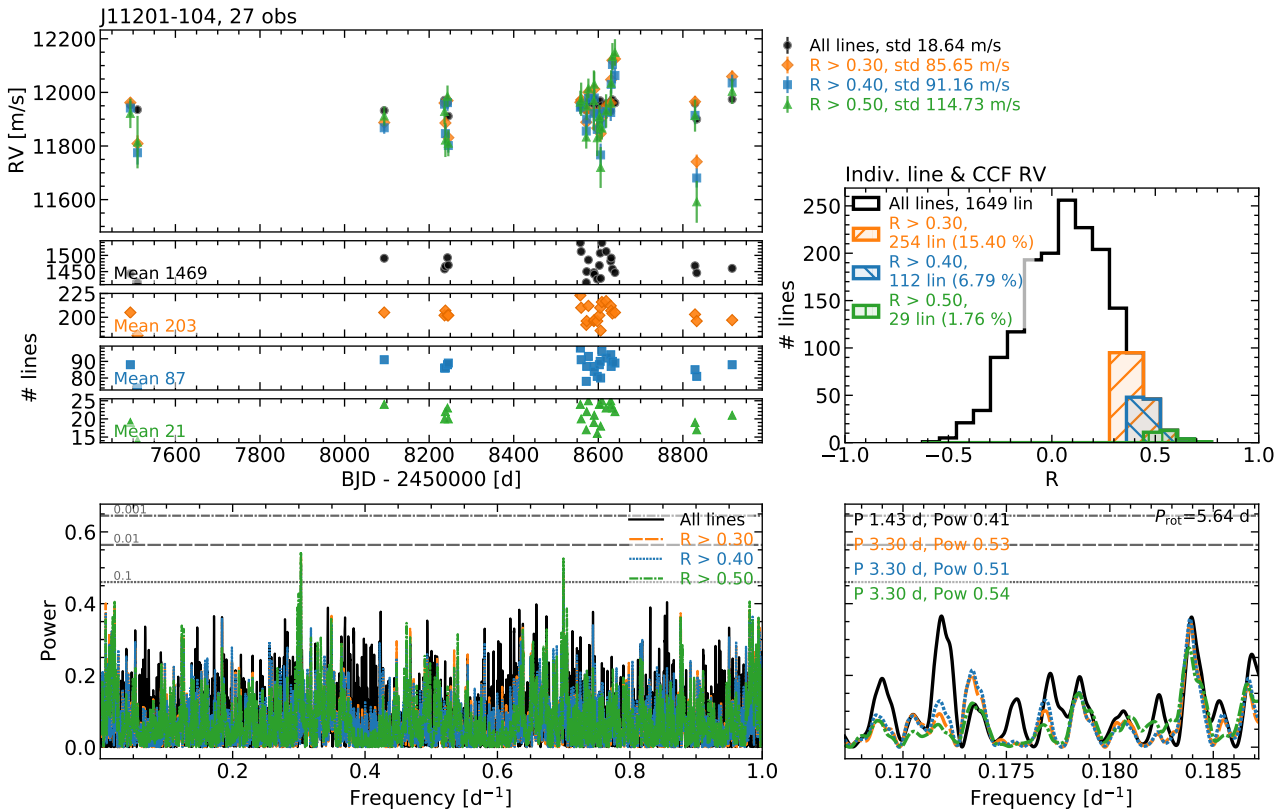 J11201-104, 27 obs
12200
12000
11800
11600
RV [m/s]
All lines, std 18.64 m/s
R > 0.30, std 85.65 m/s
R > 0.40, std 91.16 m/s
R > 0.50, std 114.73 m/s
1500
1450
Mean 1469
225
200
Mean 203
90
80
Mean 87
25
20
15
Mean 21
# lines
7600 7800 8000 8200 8400 8600 8800
BJD - 2450000 [d]
Indiv. line & CCF RV
250
200
150
100
50
0
# lines
All lines, 1649 lin
R > 0.30,
254 lin (15.40 %)
R > 0.40,
112 lin (6.79 %)
R > 0.50,
29 lin (1.76 %)
−1.0 −0.5 0.0 0.5 1.0
R
0.6
0.4
0.2
0.0
Power
0.001
0.01
0.1
All lines
R > 0.30
R > 0.40
R > 0.50
0.2 0.4 0.6 0.8 1.0
Frequency [d⁻¹]
P 1.43 d, Pow 0.41
Prot=5.64 d
P 3.30 d, Pow 0.53
P 3.30 d, Pow 0.51
P 3.30 d, Pow 0.54
0.170 0.175 0.180 0.185
Frequency [d⁻¹]